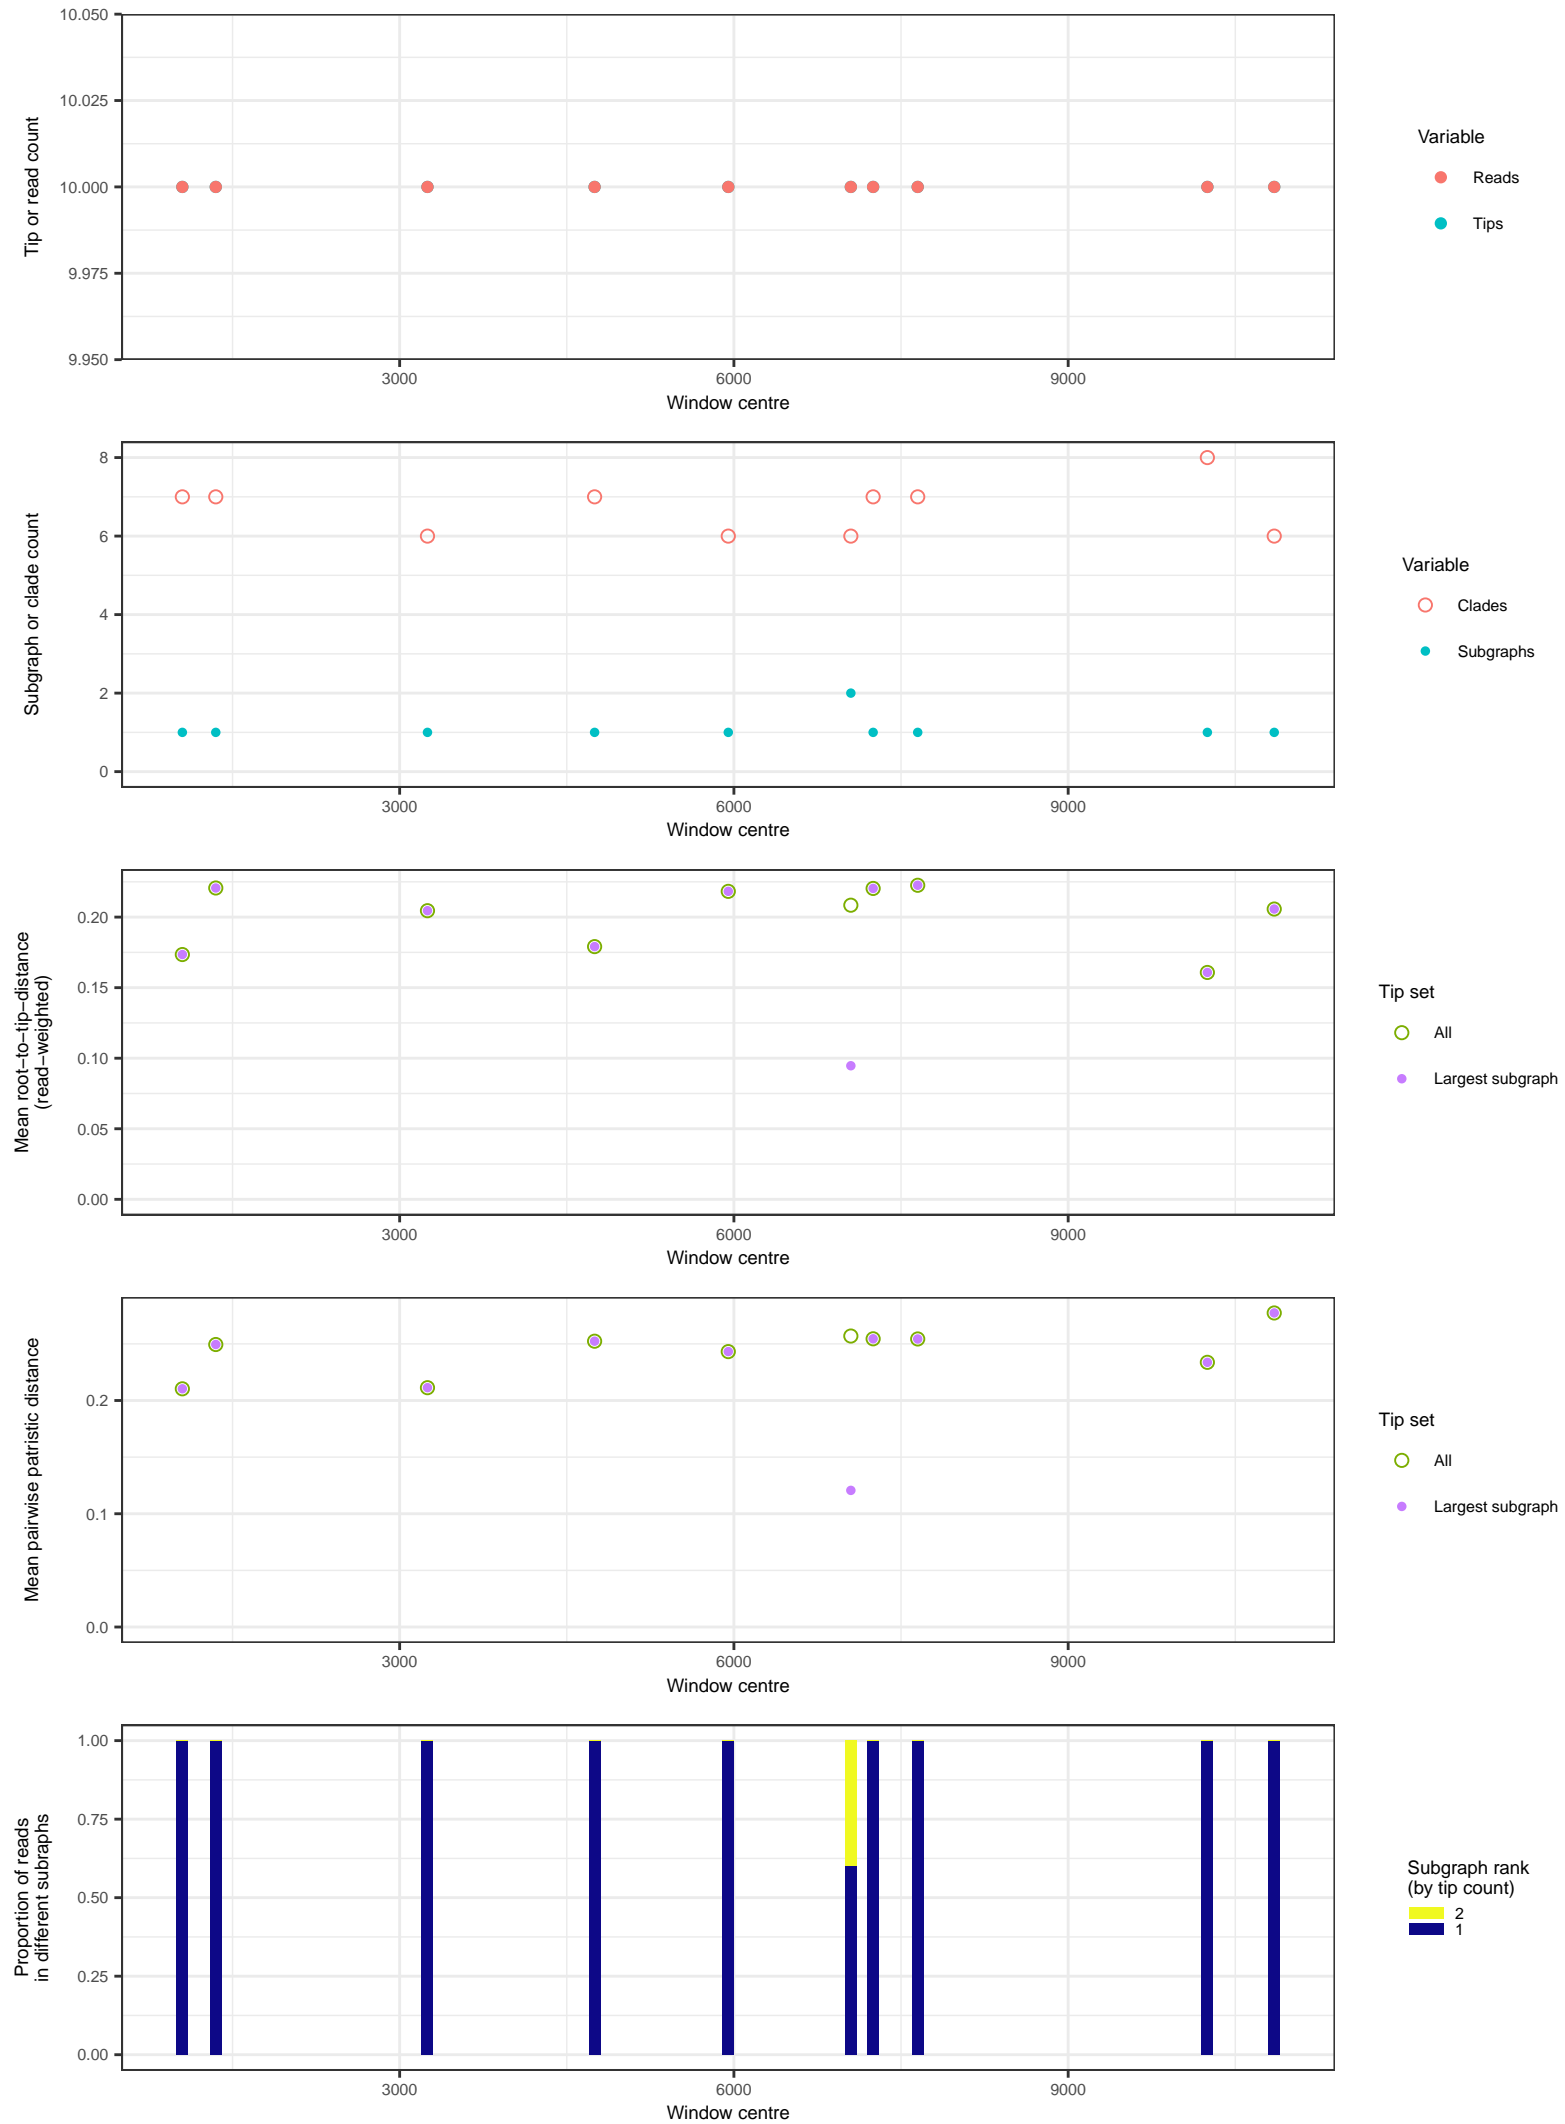 10.050
10.025
10.000
9.975
9.950
Tip or read count
3000 6000 9000
Window centre
Variable
Reads
Tips
8
6
4
2
0
Subgraph or clade count
3000 6000 9000
Window centre
Variable
Clades
Subgraphs
0.20
0.15
0.10
0.05
0.00
Mean root−to−tip−distance
(read−weighted)
3000 6000 9000
Window centre
Tip set
All
Largest subgraph
0.2
0.1
0.0
Mean pairwise patristic distance
3000 6000 9000
Window centre
Tip set
All
Largest subgraph
1.00
0.75
0.50
0.25
0.00
Proportion of reads
in different subraphs
3000 6000 9000
Window centre
Subgraph rank
(by tip count)
2
1